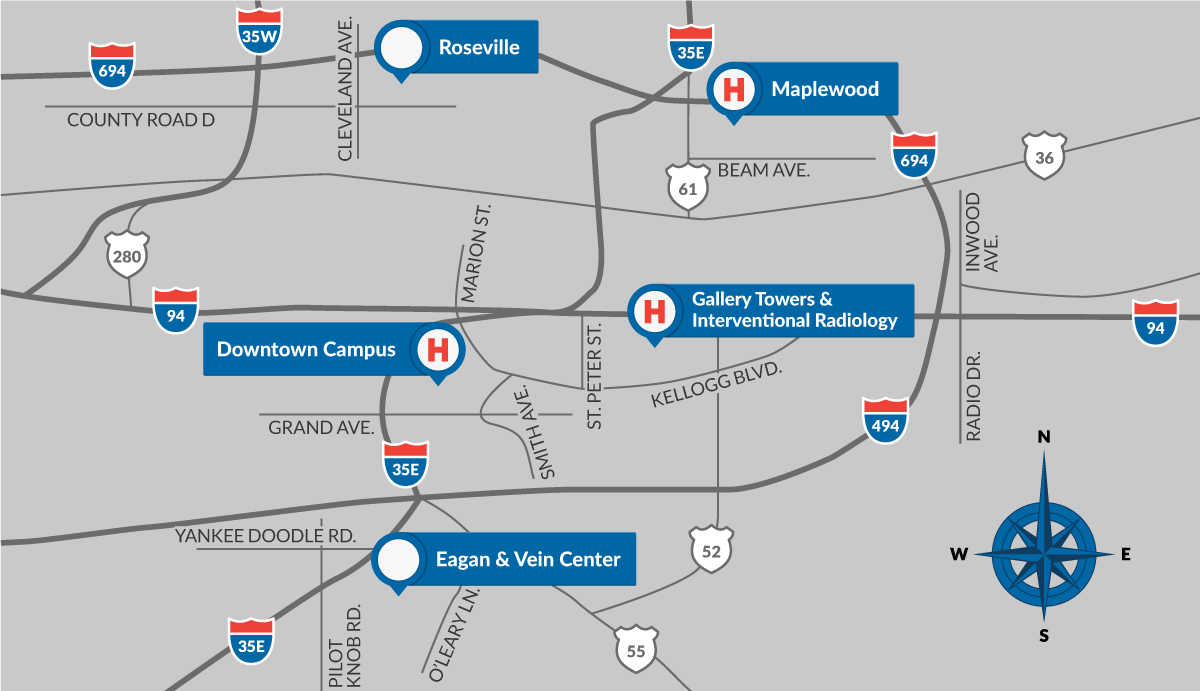 35W
35E
694
CLEVELAND AVE.
Roseville
H
Maplewood
COUNTY ROAD D
694
36
BEAM AVE.
61
280
MARION ST.
INWOOD
AVE.
94
H
Gallery Towers &
Interventional Radiology
94
Downtown Campus
H
ST. PETER ST.
KELLOGG BLVD.
RADIO DR.
SMITH AVE.
GRAND AVE.
494
35E
N
W
E
S
YANKEE DOODLE RD.
Eagan & Vein Center
52
O'LEARY LN.
PILOT
KNOB RD.
35E
55